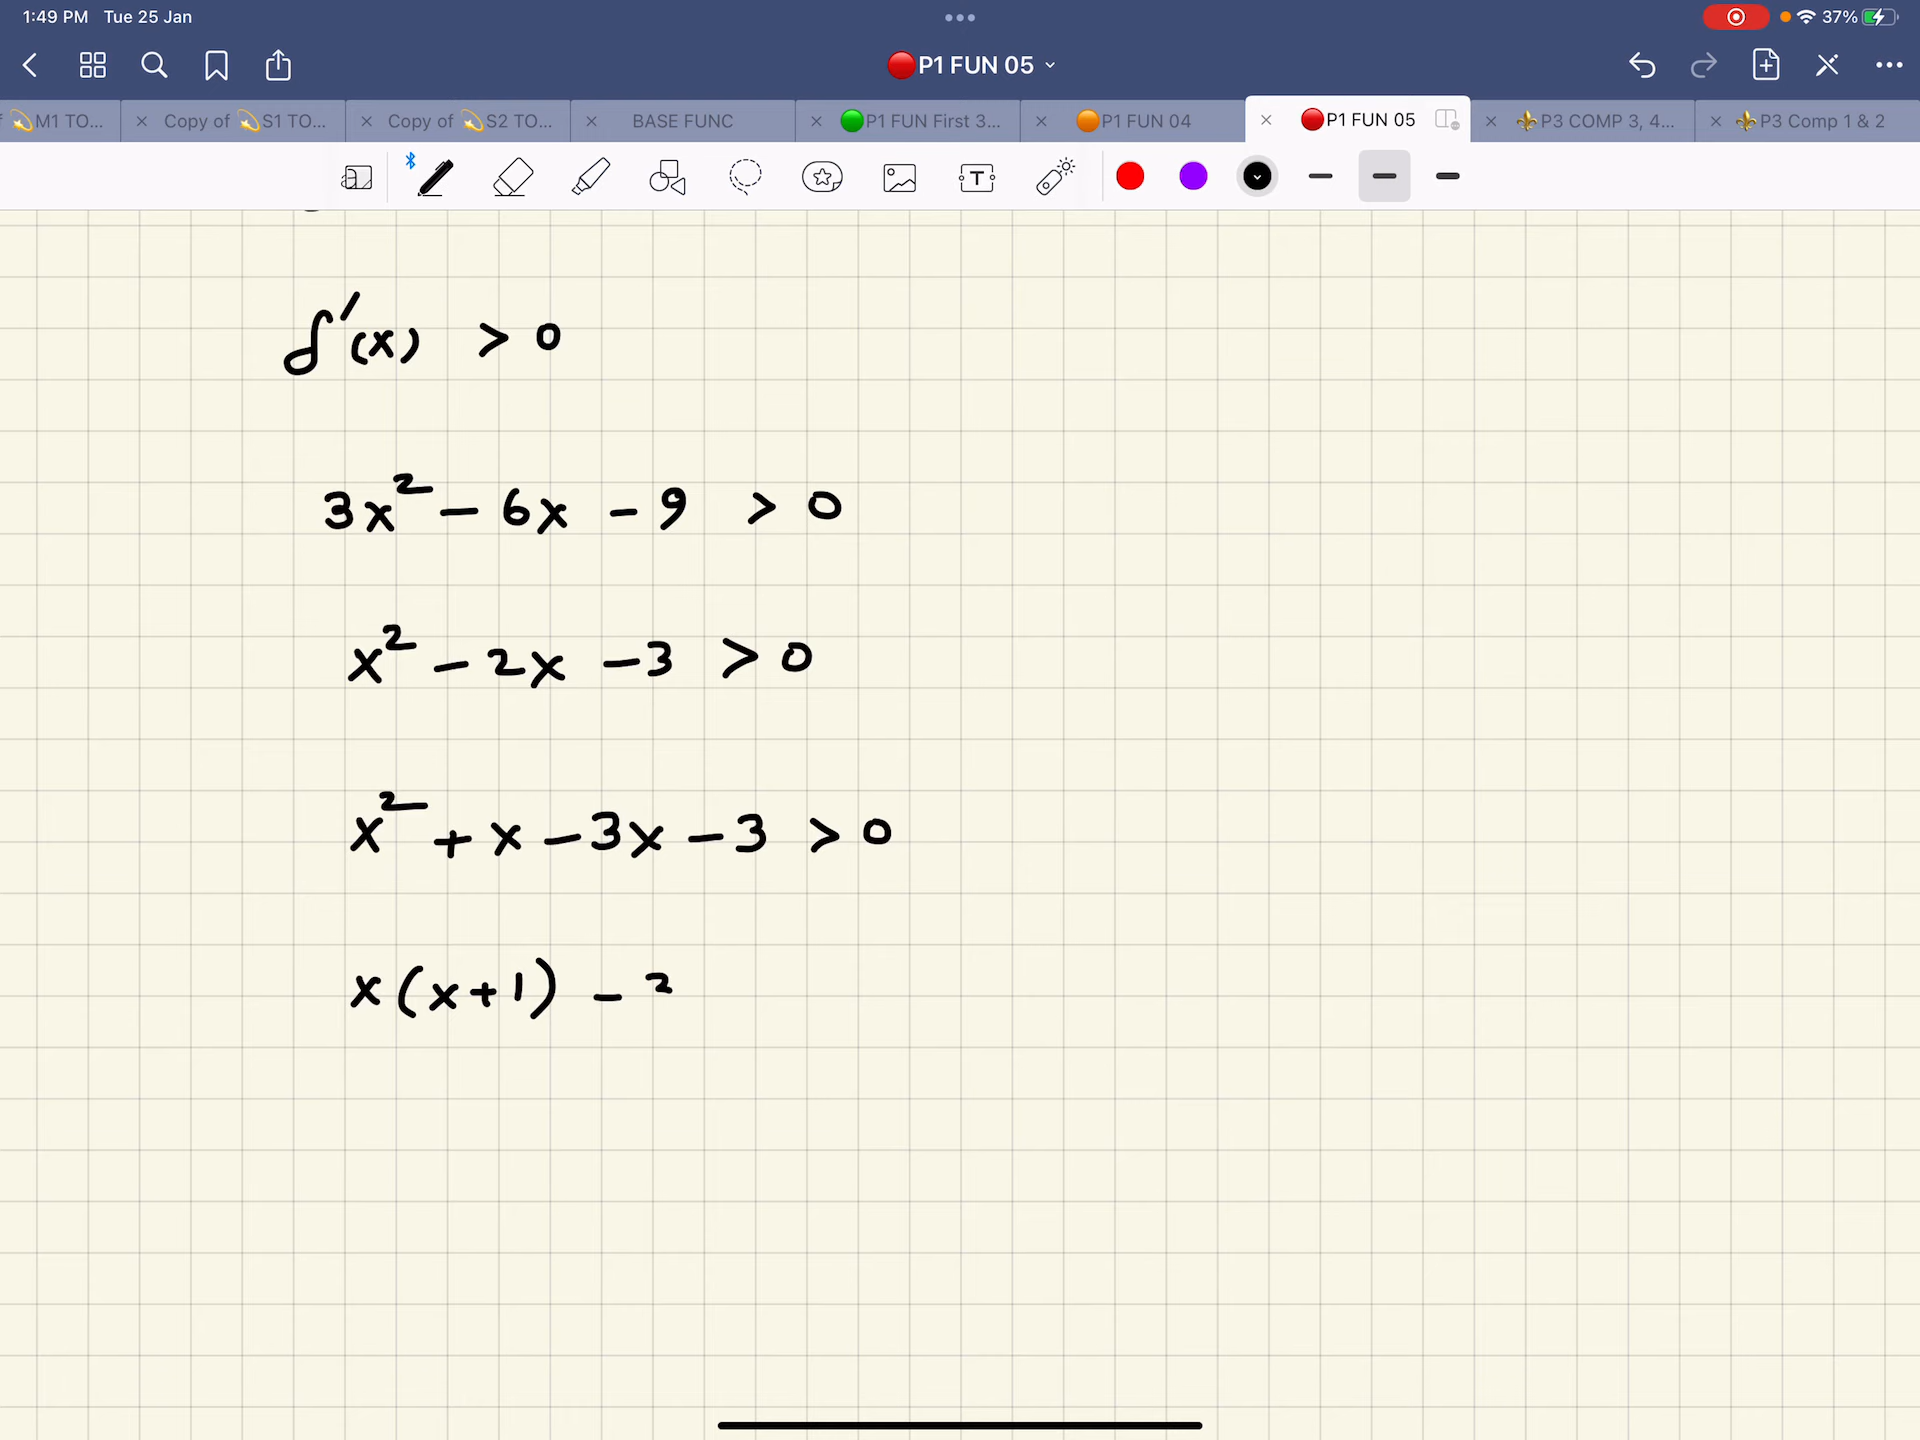 1:49 PM Tue 25 Jan
37%
P1 FUN 05
M1 TO...
Copy of 💫S1 TO...
Copy of 💫S2 TO...
BASE FUNC
P1 FUN First 3...
P1 FUN 04
P1 FUN 05
P3 COMP 3, 4...
P3 Comp 1 & 2
f'(x) > 0
3x² - 6x - 9 > 0
x² - 2x - 3 > 0
x² + x - 3x - 3 > 0
x(x+1) -